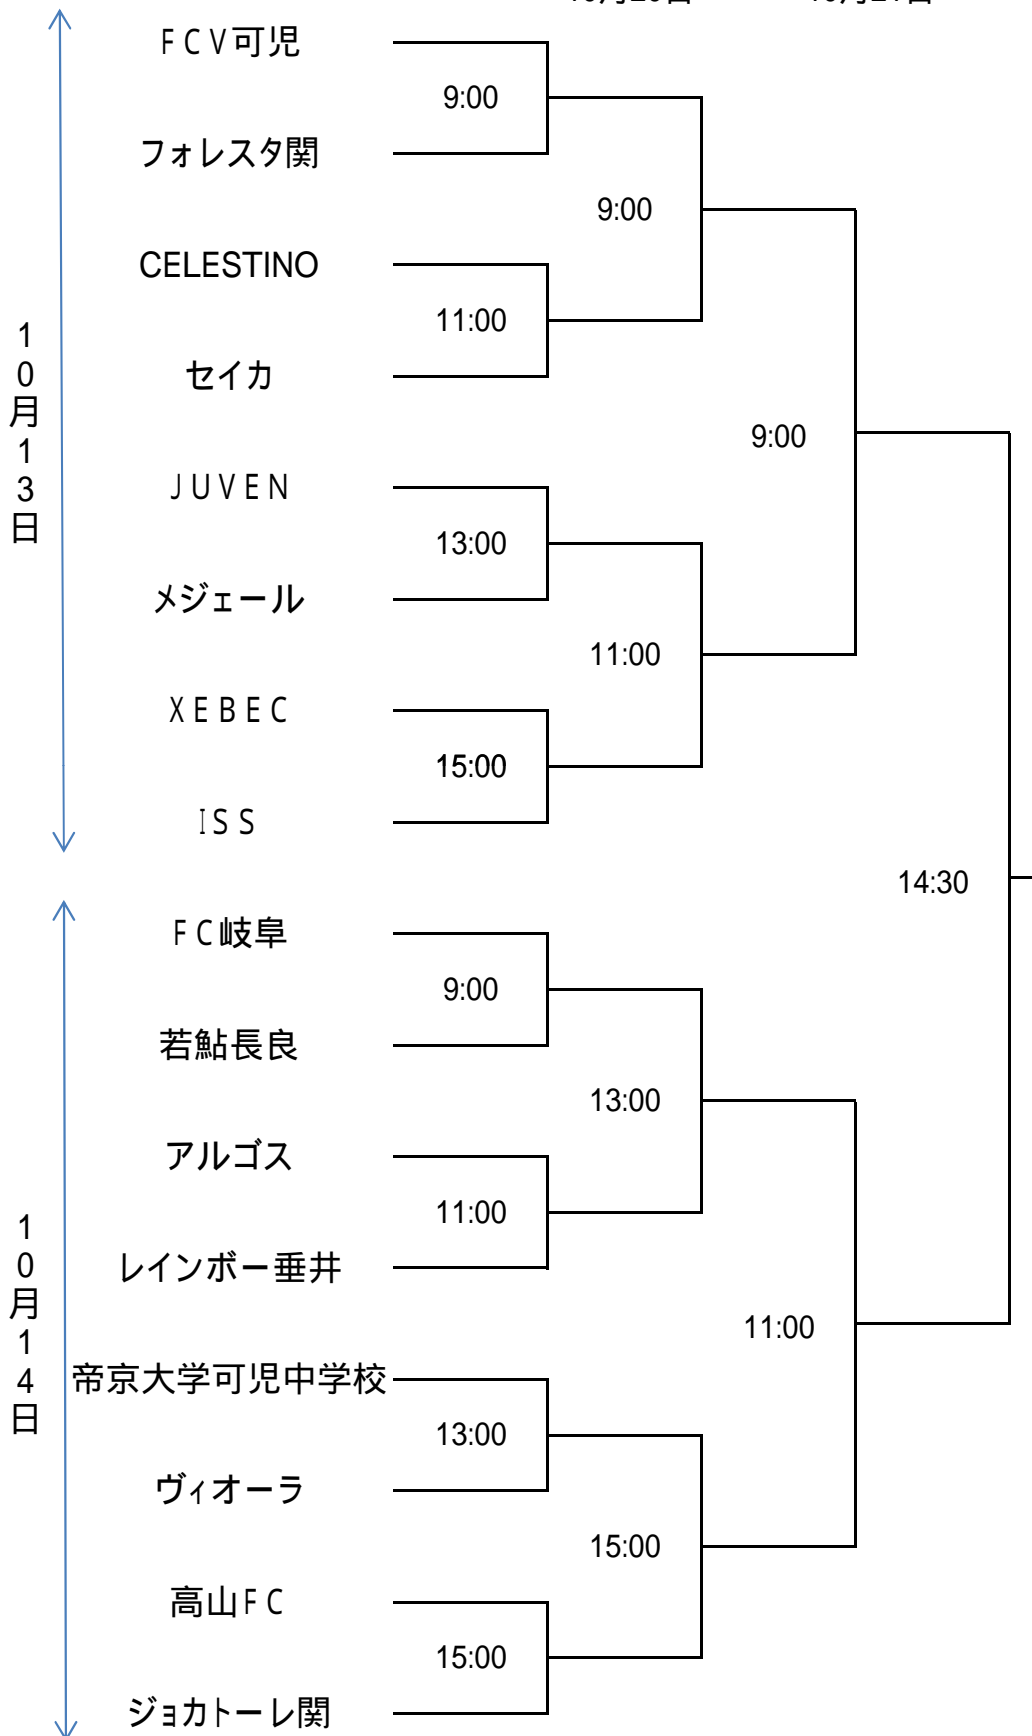 FCV可児
9:00
フォレスタ関
9:00
CELESTINO
11:00
セイカ
10月13日
9:00
JUVEN
13:00
メジェール
11:00
XEBEC
15:00
ISS
14:30
FC岐阜
9:00
若鮎長良
13:00
アルゴス
11:00
レインボー垂井
10月14日
11:00
帝京大学可児中学校
13:00
ヴィオーラ
15:00
高山FC
15:00
ジョカトーレ関